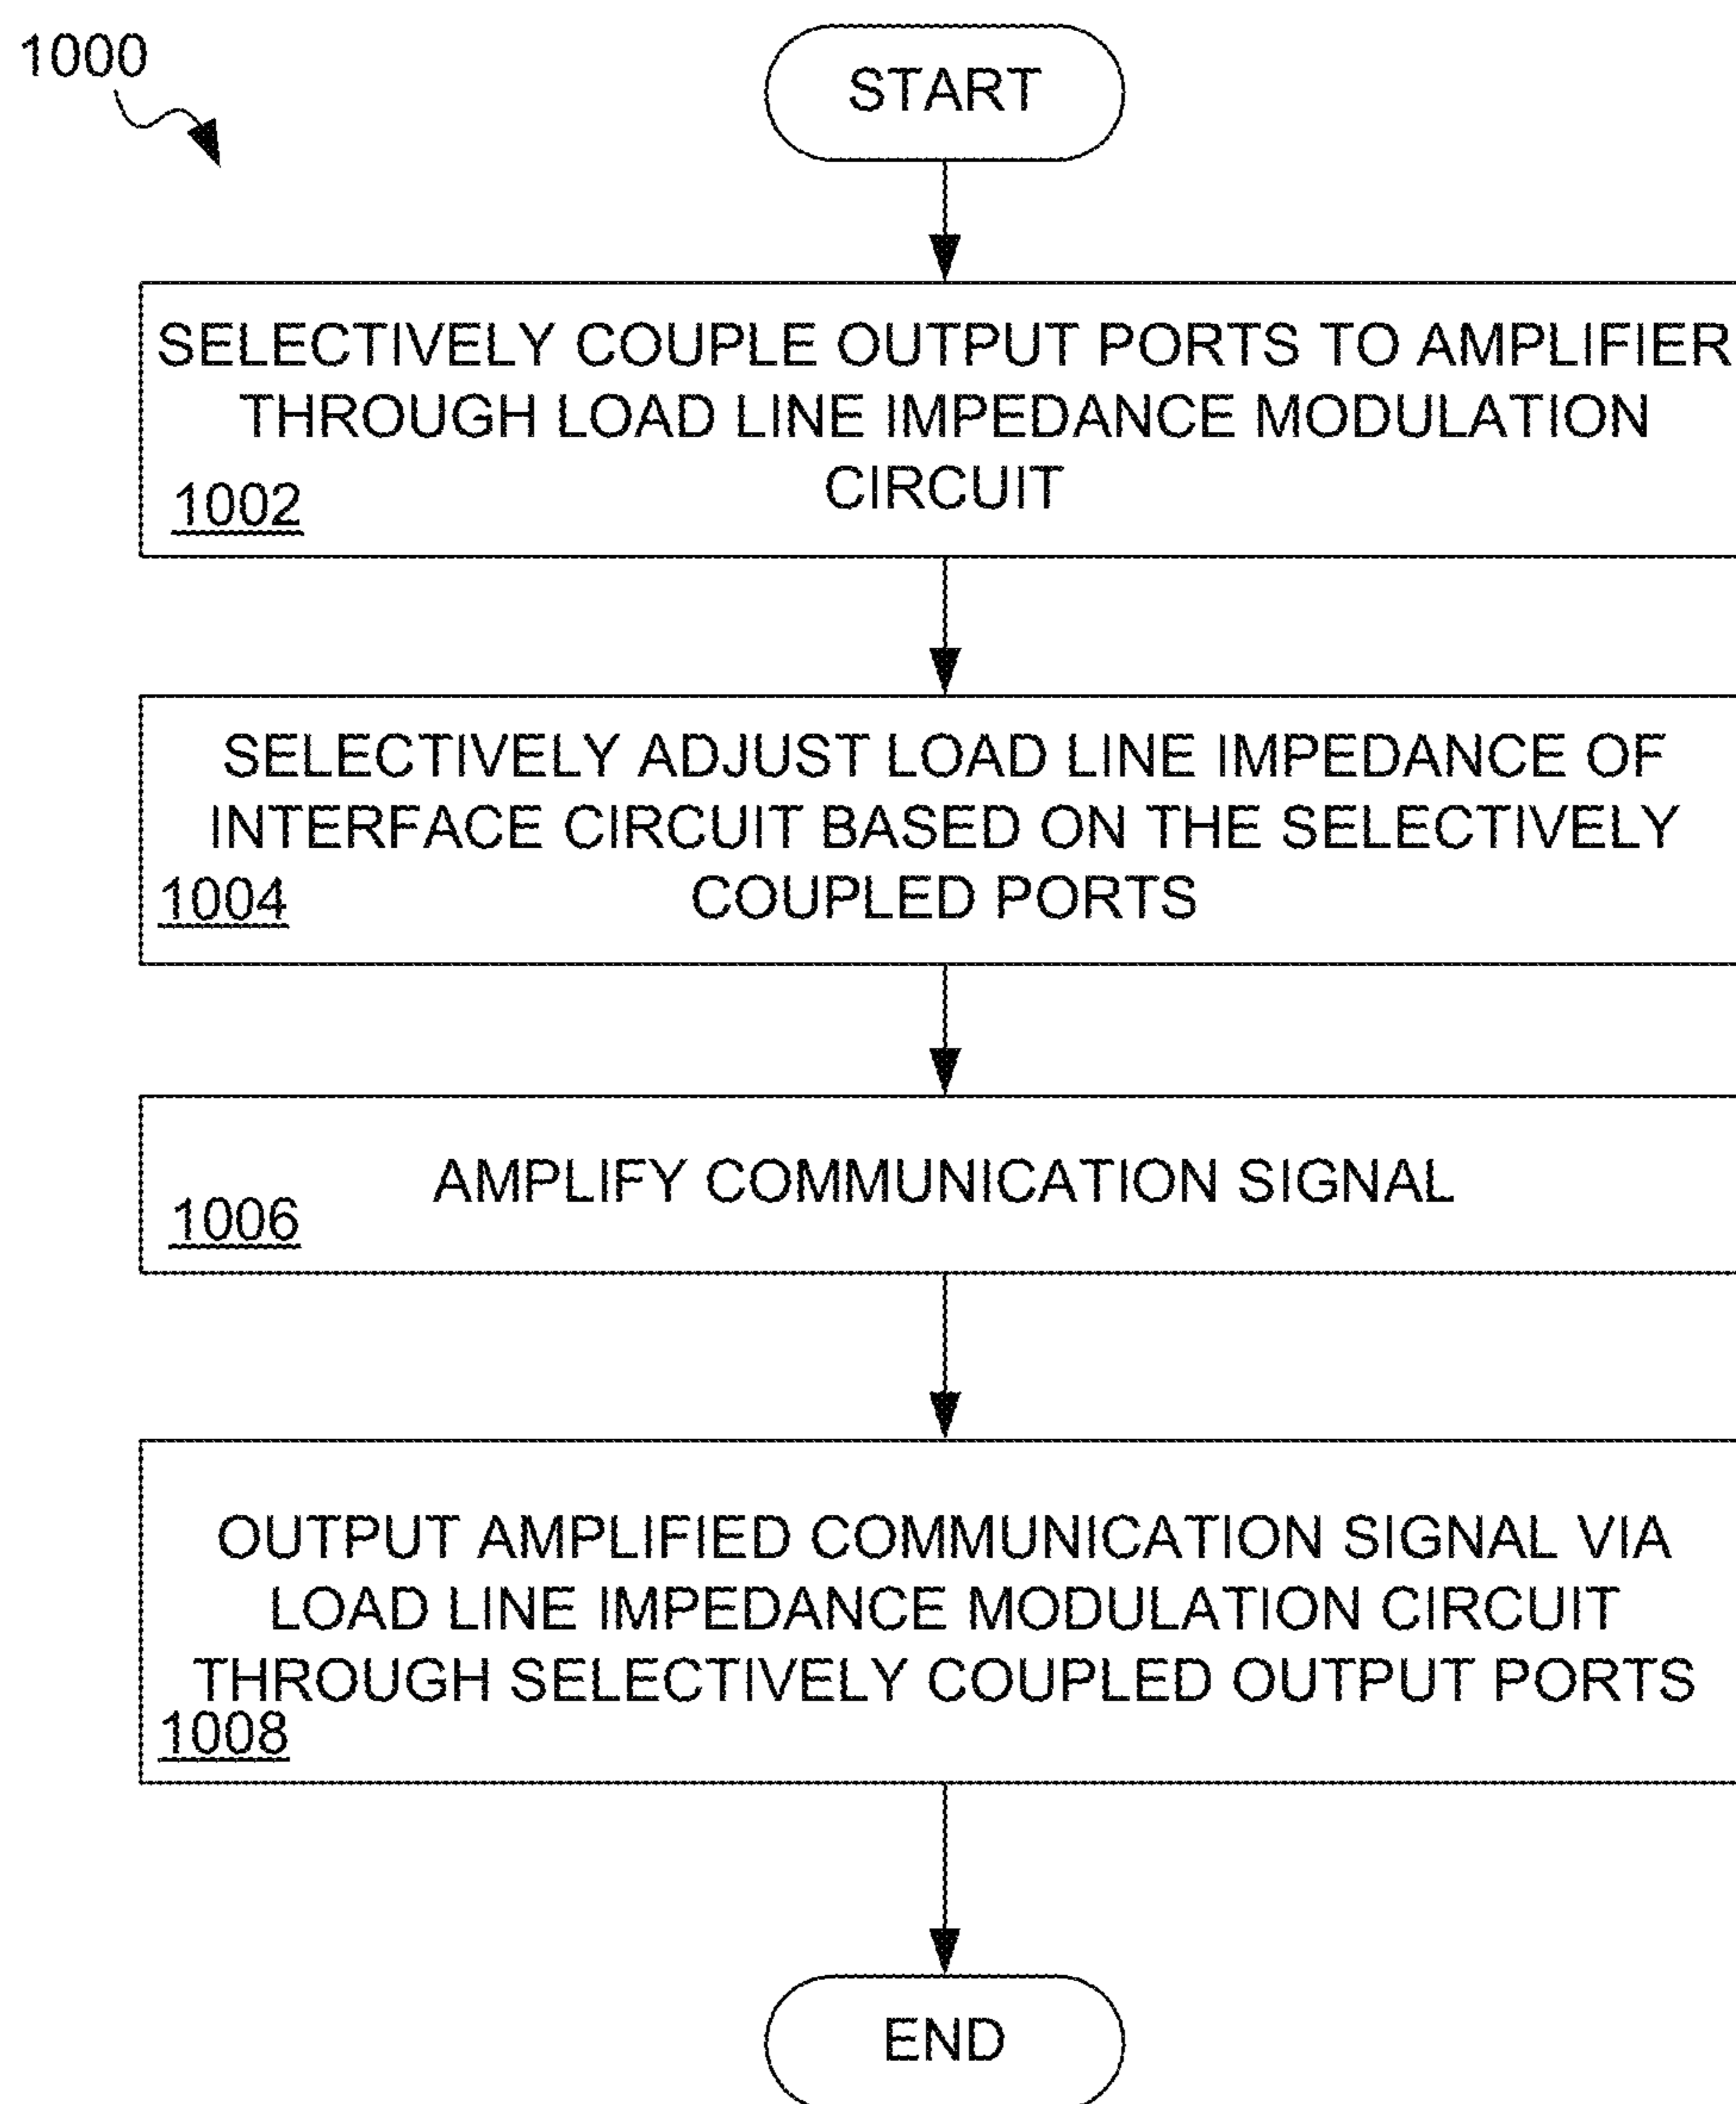 1000
START
SELECTIVELY COUPLE OUTPUT PORTS TO AMPLIFIER
THROUGH LOAD LINE IMPEDANCE MODULATION
CIRCUIT
1002
SELECTIVELY ADJUST LOAD LINE IMPEDANCE OF
INTERFACE CIRCUIT BASED ON THE SELECTIVELY
COUPLED PORTS
1004
AMPLIFY COMMUNICATION SIGNAL
1006
OUTPUT AMPLIFIED COMMUNICATION SIGNAL VIA
LOAD LINE IMPEDANCE MODULATION CIRCUIT
THROUGH SELECTIVELY COUPLED OUTPUT PORTS
1008
END